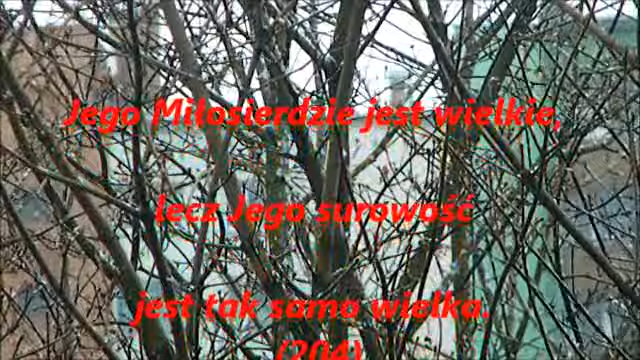 Jego Miłosierdzie jest wielkie,
lecz Jego surowość
jest tak samo wielka.
(204)